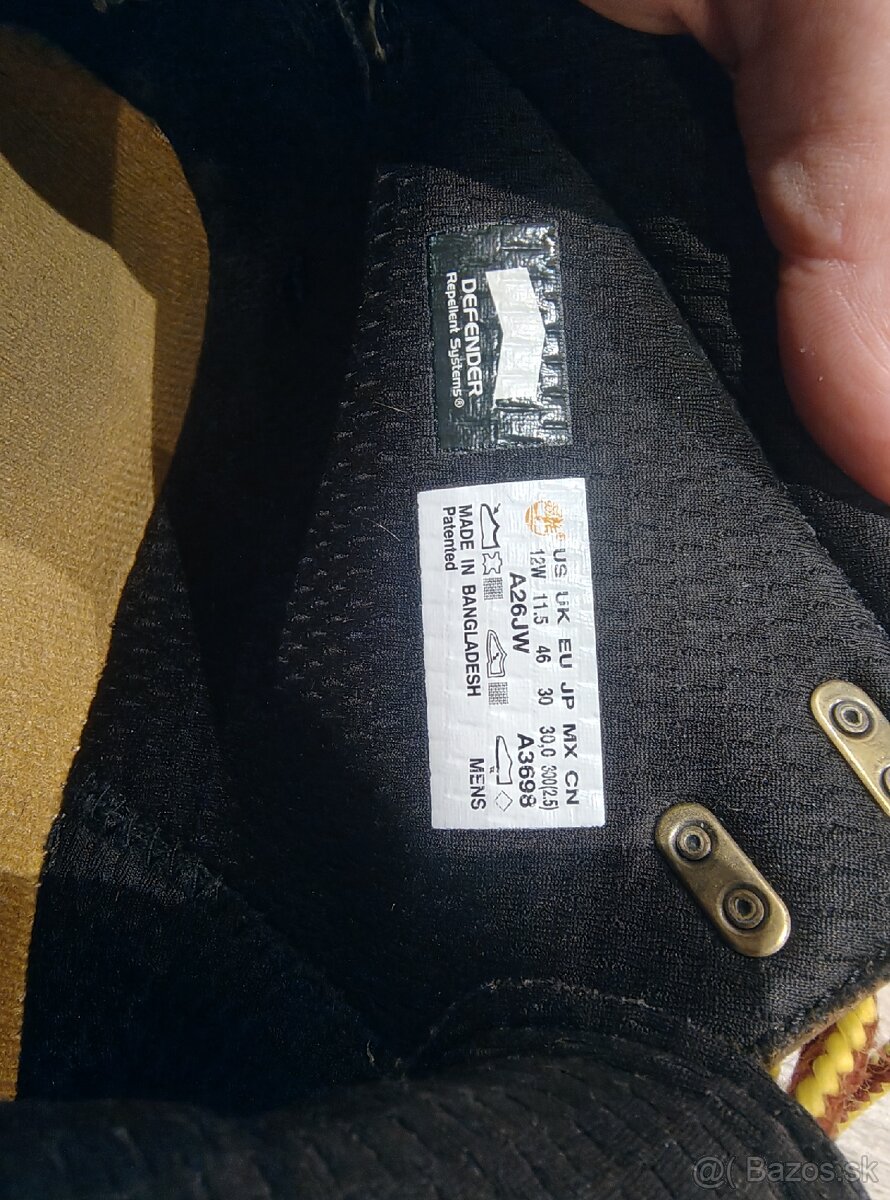 DEFENDER
Repellent Systems®
US UK EU JP MX CN
12W 11.5 46 30 30,0 300(2.5)
A26JW A3698
MADE IN BANGLADESH MENS
Patented
@( Bazos.sk